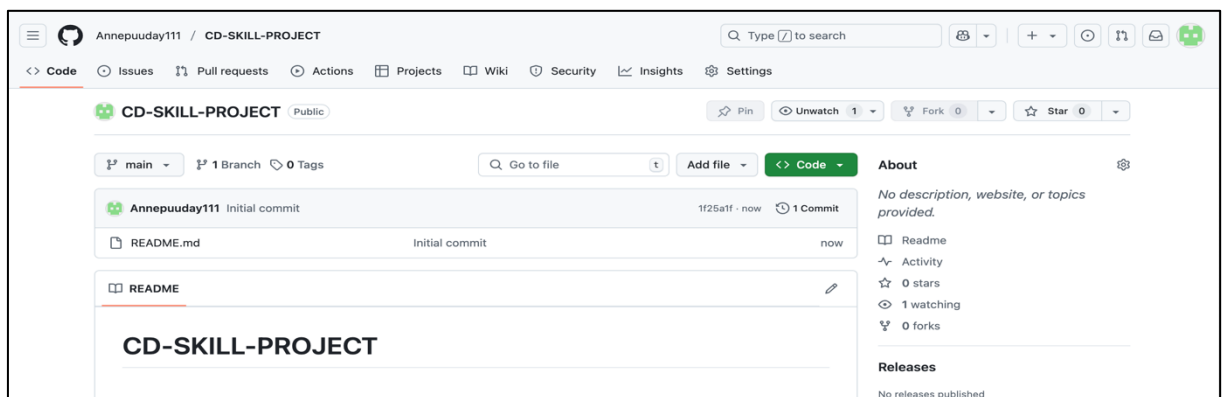 Annepuuday111 / CD-SKILL-PROJECT
Type / to search
Code Issues Pull requests Actions Projects Wiki Security Insights Settings
CD-SKILL-PROJECT Public
Pin Unwatch 1 Fork 0 Star 0
main 1 Branch 0 Tags
Go to file t
Add file
<> Code
Annepuuday111 Initial commit
1f25a1f · now 1 Commit
README.md Initial commit now
README
CD-SKILL-PROJECT
About
No description, website, or topics
provided.
Readme
Activity
0 stars
1 watching
0 forks
Releases
No releases published